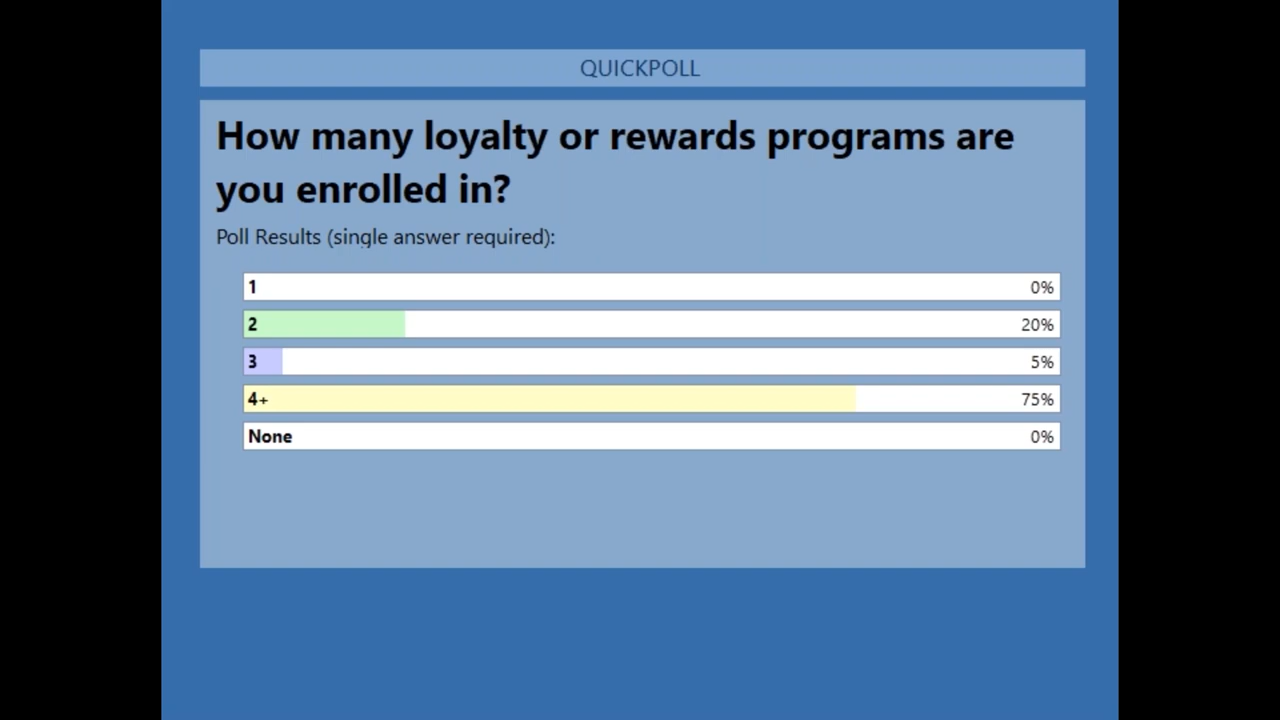 QUICKPOLL
How many loyalty or rewards programs are
you enrolled in?
Poll Results (single answer required):
1 0%
2 20%
3 5%
4+ 75%
None 0%